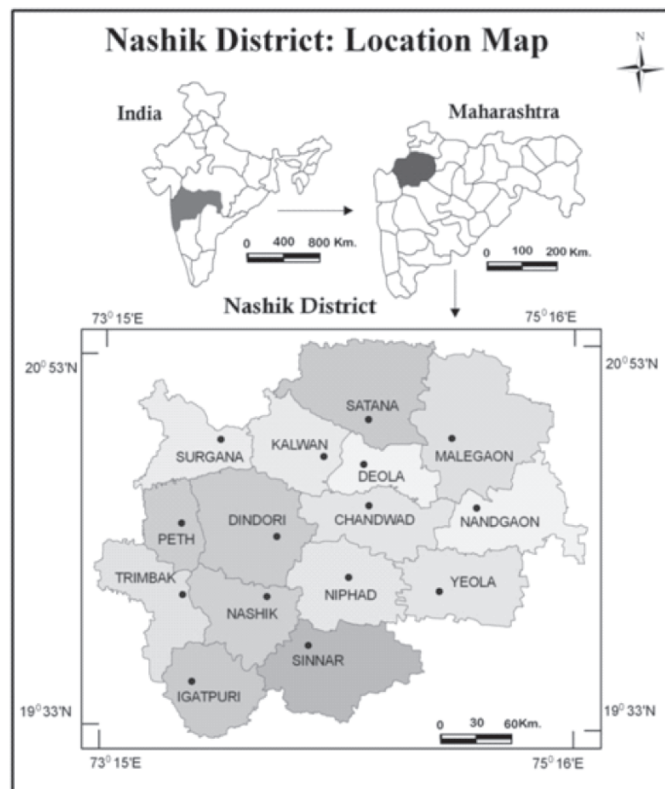 Nashik District: Location Map
N
India
Maharashtra
0 400 800 Km.
0 100 200 Km.
Nashik District
73⁰ 15'E
75⁰ 16'E
20⁰ 53'N
20⁰ 53'N
SATANA
SURGANA
KALWAN
DEOLA
MALEGAON
PETH
DINDORI
CHANDWAD
NANDGAON
TRIMBAK
NASHIK
NIPHAD
YEOLA
SINNAR
IGATPURI
19⁰ 33'N
19⁰ 33'N
0 30 60Km.
73⁰ 15'E
75⁰ 16'E